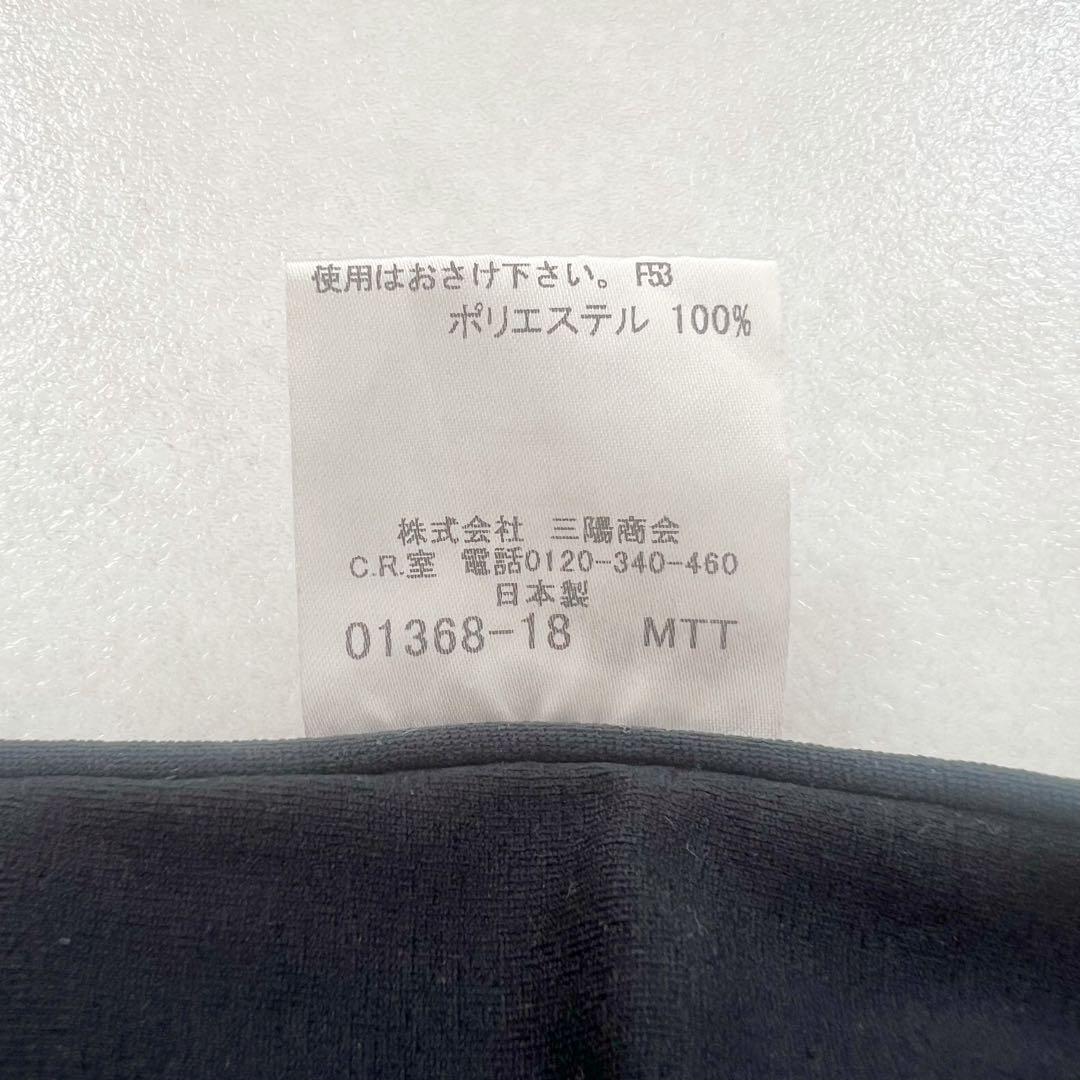 使用はおさけ下さい。 F53
ポリエステル 100%
株式会社 三陽商会
C.R.室 電話0120-340-460
日本製
01368-18 MTT